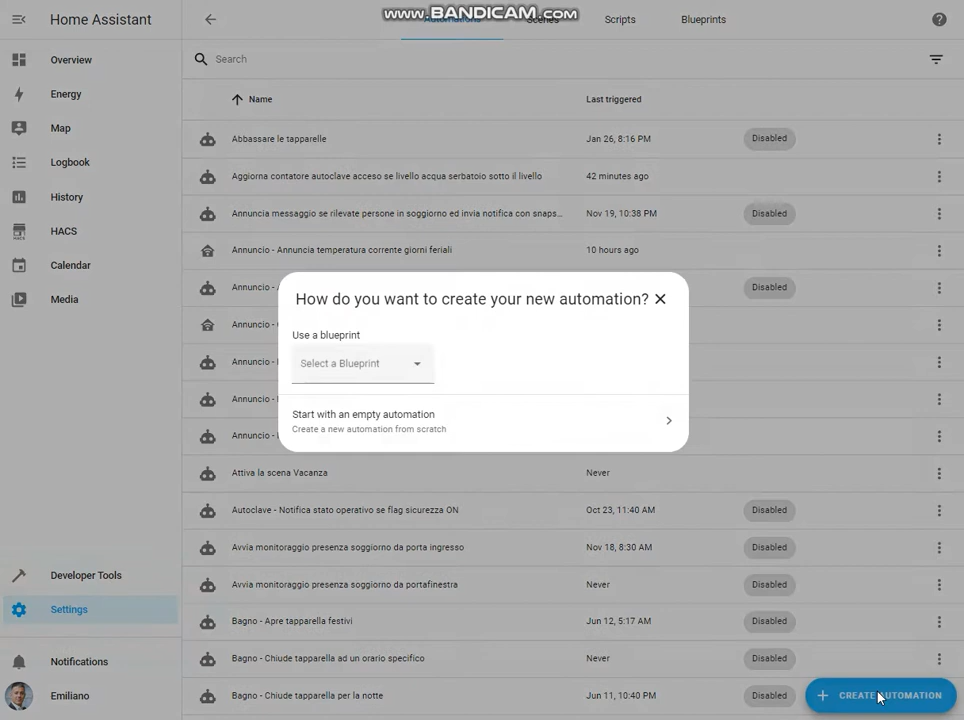 Home Assistant
www.BANDICAM.com
Automations
Scenes
Scripts
Blueprints
Overview
Energy
Map
Logbook
History
HACS
HACS
Calendar
Media
Developer Tools
Settings
Notifications
Emiliano
Search
Name
Last triggered
Abbassare le tapparelle
Jan 26, 8:16 PM
Disabled
Aggiorna contatore autoclave acceso se livello acqua serbatoio sotto il livello
42 minutes ago
Annuncia messaggio se rilevate persone in soggiorno ed invia notifica con snaps...
Nov 19, 10:38 PM
Disabled
Annuncio - Annuncia temperatura corrente giorni feriali
10 hours ago
Annuncio -
Disabled
Annuncio -
Annuncio -
Annuncio -
Annuncio -
How do you want to create your new automation?
Use a blueprint
Select a Blueprint
Start with an empty automation
Create a new automation from scratch
Attiva la scena Vacanza
Never
Autoclave - Notifica stato operativo se flag sicurezza ON
Oct 23, 11:40 AM
Disabled
Avvia monitoraggio presenza soggiorno da porta ingresso
Nov 18, 8:30 AM
Disabled
Avvia monitoraggio presenza soggiorno da portafinestra
Never
Disabled
Bagno - Apre tapparella festivi
Jun 12, 5:17 AM
Disabled
Bagno - Chiude tapparella ad un orario specifico
Never
Disabled
Bagno - Chiude tapparella per la notte
Jun 11, 10:40 PM
Disabled
CREATE AUTOMATION